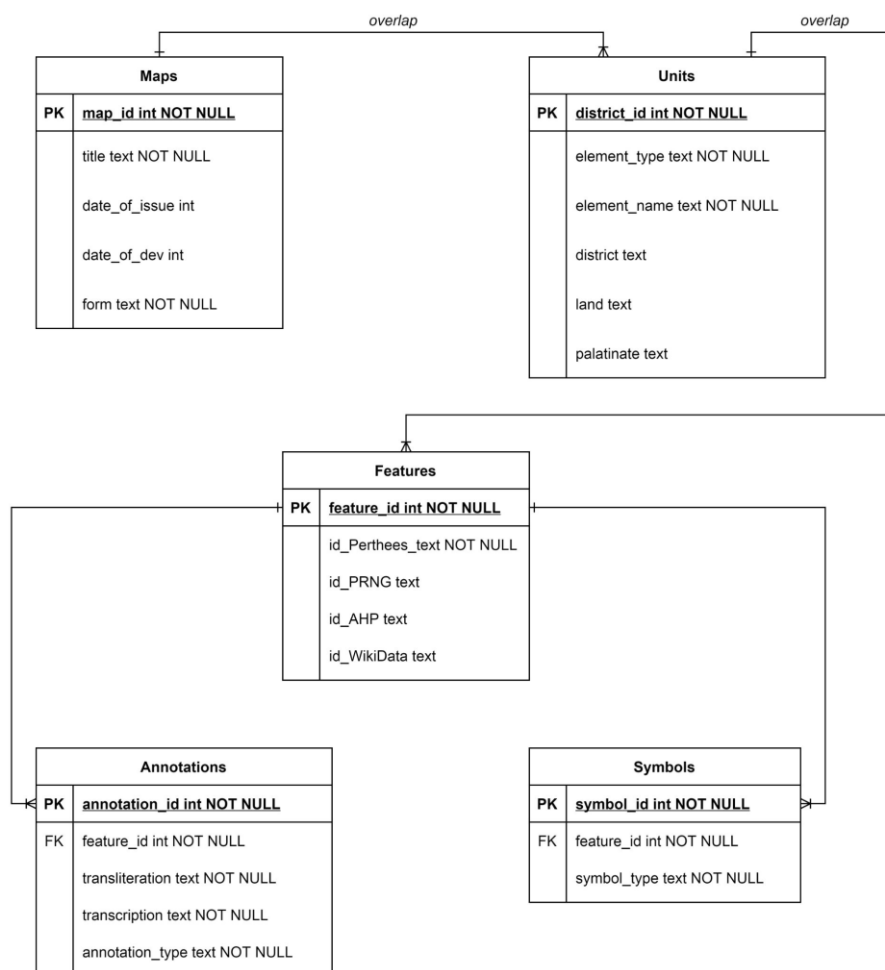 overlap
overlap
Maps
PK map_id int NOT NULL
title text NOT NULL
date_of_issue int
date_of_dev int
form text NOT NULL
Units
PK district_id int NOT NULL
element_type text NOT NULL
element_name text NOT NULL
district text
land text
palatinate text
Features
PK feature_id int NOT NULL
id_Perthees_text NOT NULL
id_PRNG text
id_AHP text
id_WikiData text
Annotations
PK annotation_id int NOT NULL
FK feature_id int NOT NULL
transliteration text NOT NULL
transcription text NOT NULL
annotation_type text NOT NULL
Symbols
PK symbol_id int NOT NULL
FK feature_id int NOT NULL
symbol_type text NOT NULL